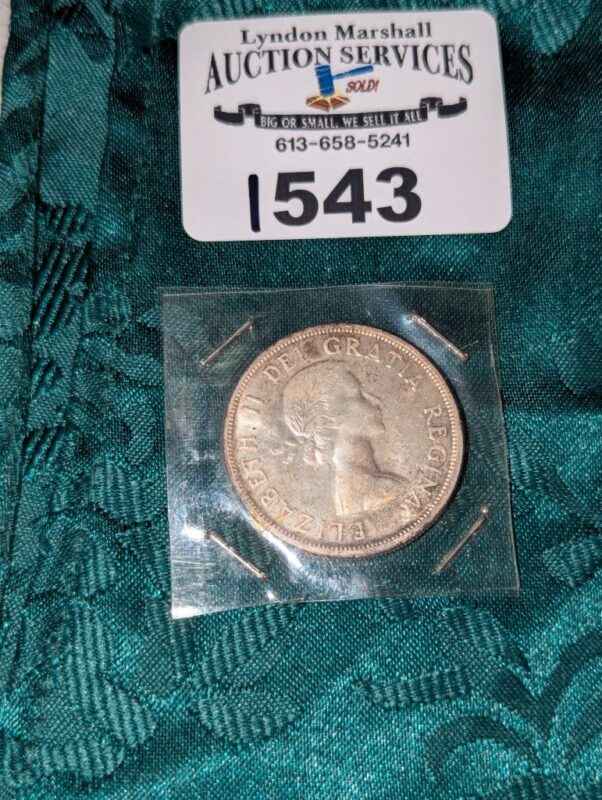 Lyndon Marshall
AUCTION SERVICES
SOLD!
BIG OR SMALL, WE SELL IT ALL
613-658-5241
1543
ELIZABETH II DEI GRATIA REGINA